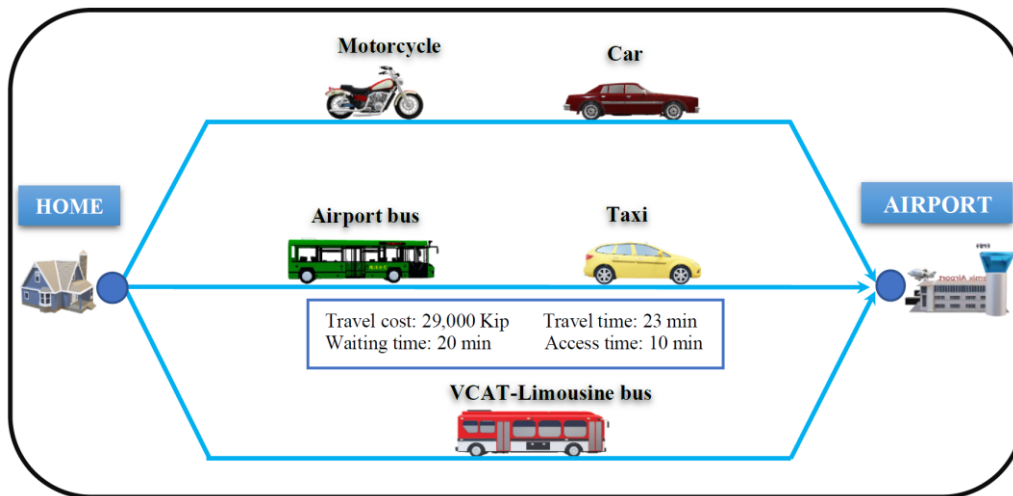 Motorcycle
Car
HOME
AIRPORT
Airport bus
Taxi
Travel cost: 29,000 Kip
Travel time: 23 min
Waiting time: 20 min
Access time: 10 min
VCAT-Limousine bus